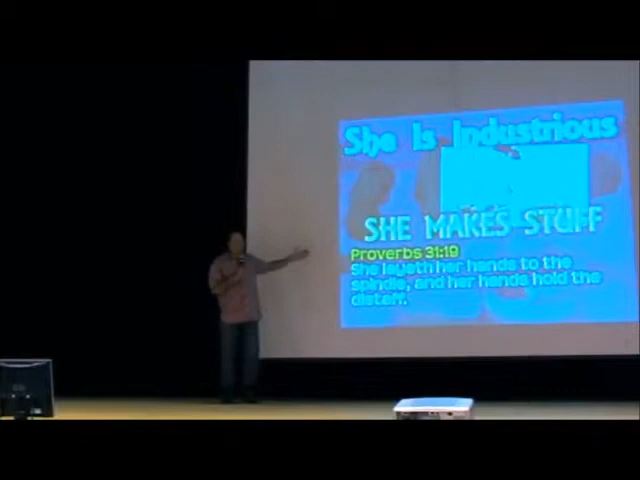 She Is Industrious
SHE MAKES STUFF
Proverbs 31:19
She layeth her hands to the
spindle, and her hands hold the
distaff.